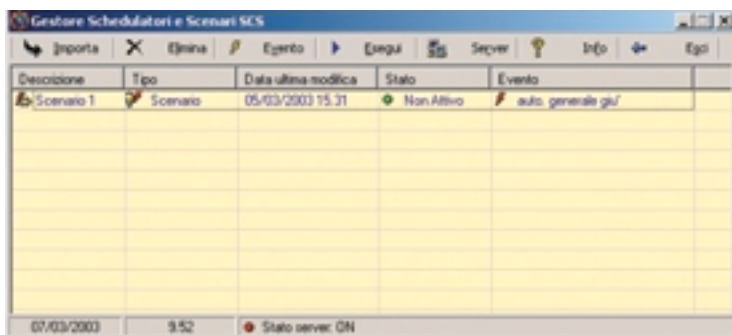 Gestore Schedulatori e Scenari SCS
Importa Elimina Evento Esegui Server Info Esci
Descrizione Tipo Data ultima modifica Stato Evento
Scenario 1 Scenario 05/03/2003 15.31 Non Attivo auto. generale giu'
07/03/2003 9.52 Stato server: ON